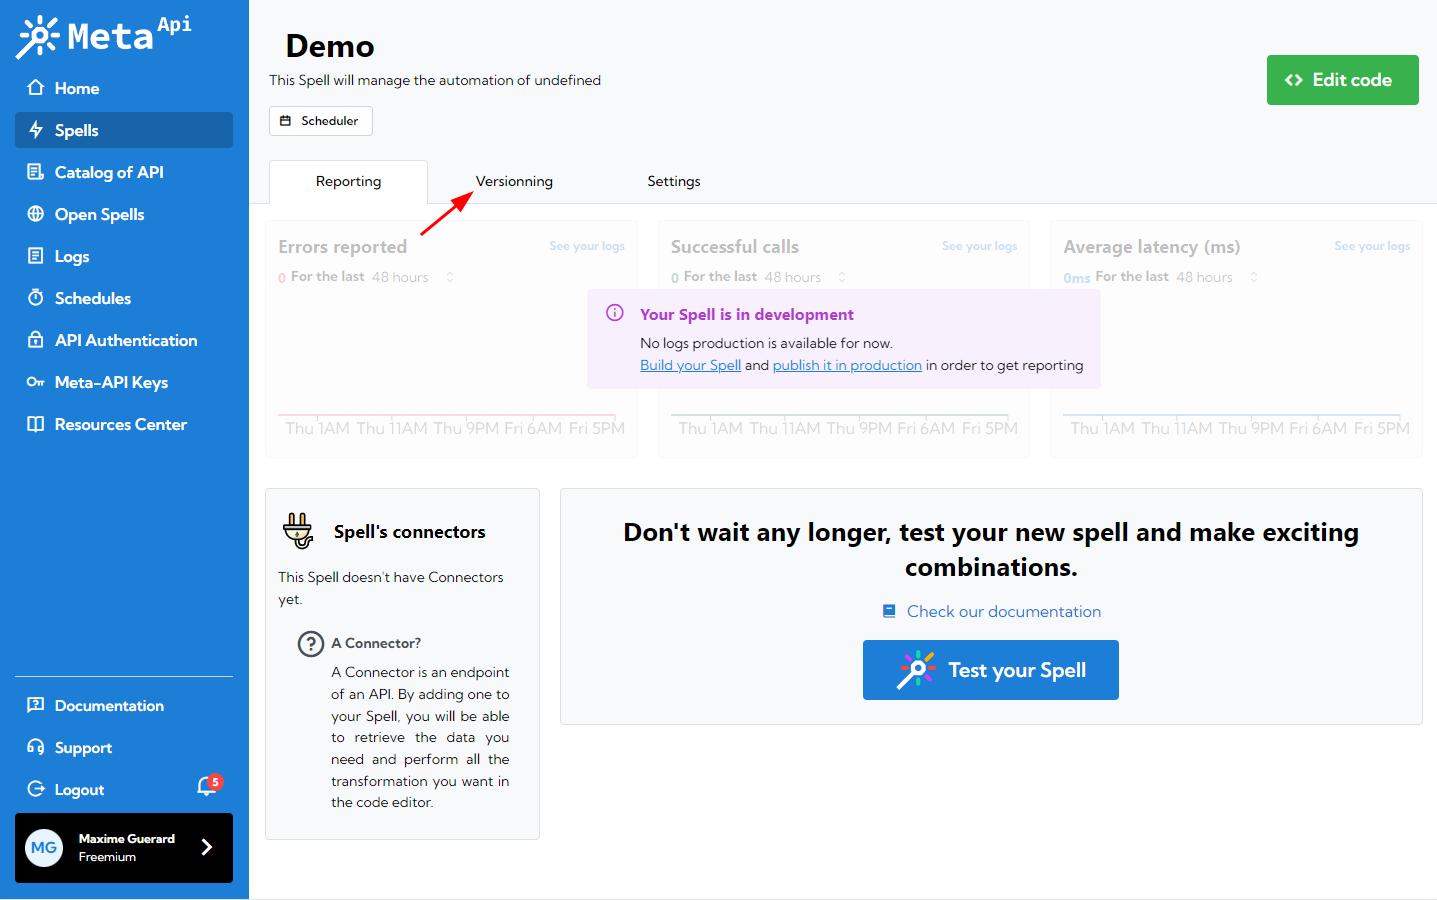 Meta Api
Home
Spells
Catalog of API
Open Spells
Logs
Schedules
API Authentication
Meta-API Keys
Resources Center
Documentation
Support
Logout
5
MG
Maxime Guerard
Freemium
Demo
This Spell will manage the automation of undefined
Scheduler
Edit code
Reporting
Versionning
Settings
Errors reported
See your logs
0 For the last 48 hours
Thu 1AM Thu 11AM Thu 9PM Fri 6AM Fri 5PM
Successful calls
See your logs
0 For the last 48 hours
Thu 1AM Thu 11AM Thu 9PM Fri 6AM Fri 5PM
Average latency (ms)
See your logs
0ms For the last 48 hours
Thu 1AM Thu 11AM Thu 9PM Fri 6AM Fri 5PM
Your Spell is in development
No logs production is available for now.
Build your Spell and publish it in production in order to get reporting
Spell's connectors
This Spell doesn't have Connectors
yet.
A Connector?
A Connector is an endpoint
of an API. By adding one to
your Spell, you will be able
to retrieve the data you
need and perform all the
transformation you want in
the code editor.
Don't wait any longer, test your new spell and make exciting
combinations.
Check our documentation
Test your Spell